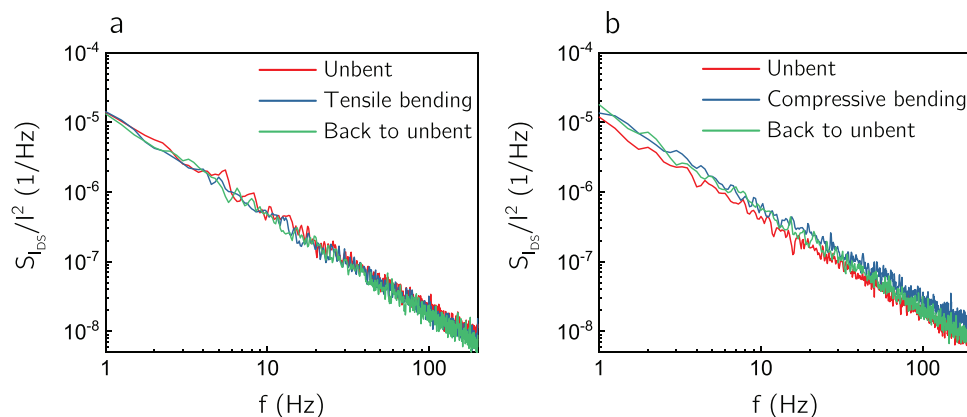 a
S_IDS/I² (1/Hz)
10⁻⁴
10⁻⁵
10⁻⁶
10⁻⁷
10⁻⁸
Unbent
Tensile bending
Back to unbent
1 10 100
f (Hz)
b
S_IDS/I² (1/Hz)
10⁻⁴
10⁻⁵
10⁻⁶
10⁻⁷
10⁻⁸
Unbent
Compressive bending
Back to unbent
1 10 100
f (Hz)